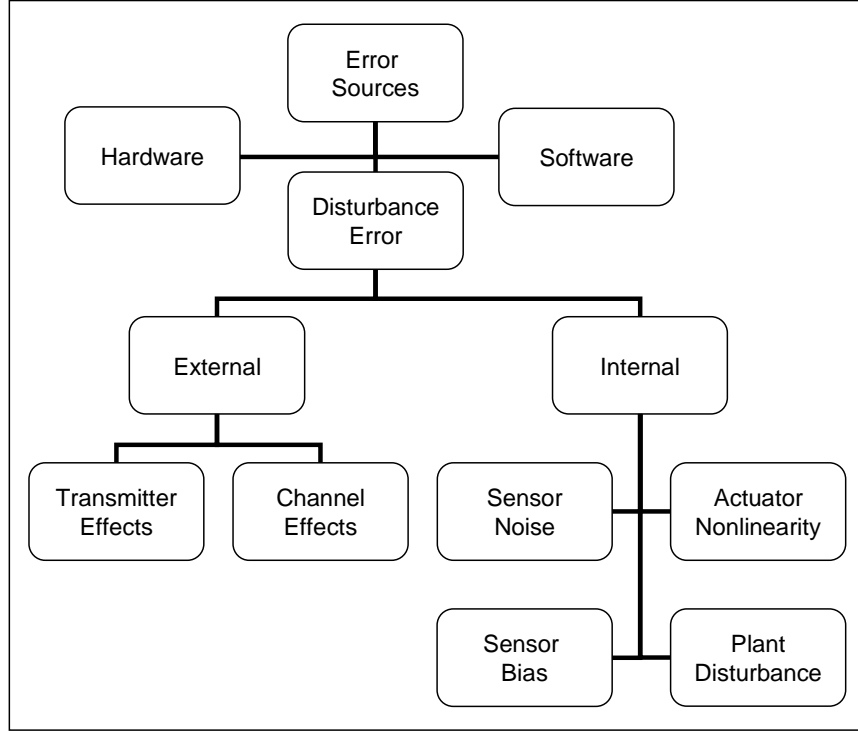 Error
Sources
Hardware
Software
Disturbance
Error
External
Internal
Transmitter
Effects
Channel
Effects
Sensor
Noise
Actuator
Nonlinearity
Sensor
Bias
Plant
Disturbance